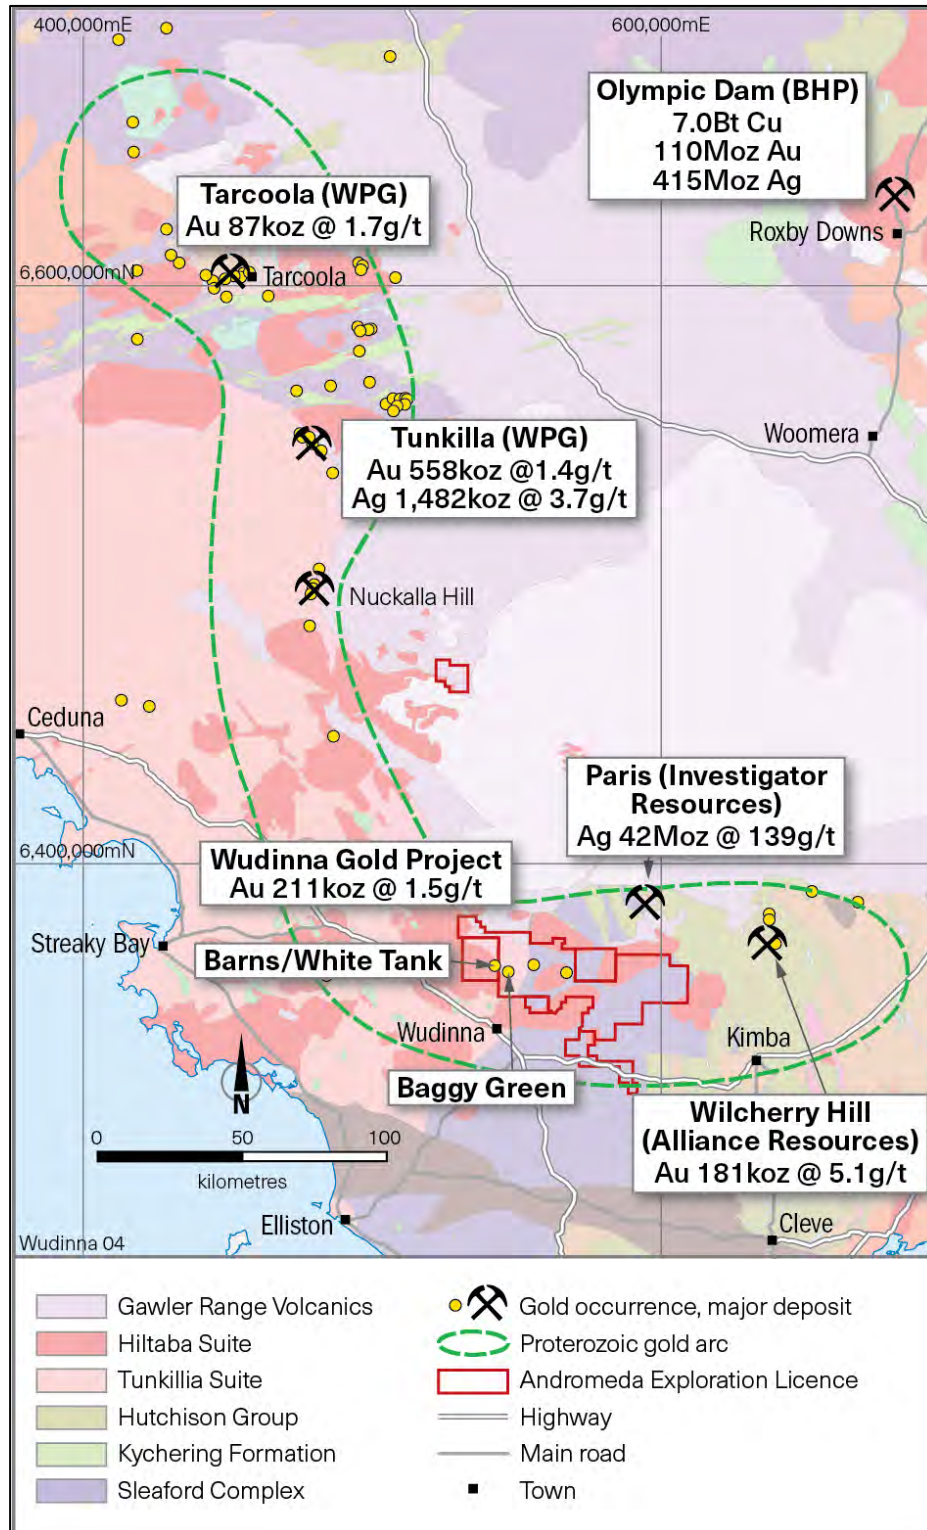 400,000mE
600,000mE
Olympic Dam (BHP)
7.0Bt Cu
110Moz Au
415Moz Ag
Tarcoola (WPG)
Au 87koz @ 1.7g/t
Roxby Downs
6,600,000mN
Tarcoola
Tunkilla (WPG)
Au 558koz @1.4g/t
Ag 1,482koz @ 3.7g/t
Woomera
Nuckalla Hill
Ceduna
Paris (Investigator
Resources)
Ag 42Moz @ 139g/t
6,400,000mN
Wudinna Gold Project
Au 211koz @ 1.5g/t
Streaky Bay
Barns/White Tank
Wudinna
Kimba
Baggy Green
N
Wilcherry Hill
(Alliance Resources)
Au 181koz @ 5.1g/t
0 50 100
kilometres
Elliston
Cleve
Wudinna 04
Gawler Range Volcanics
Hiltaba Suite
Tunkillia Suite
Hutchison Group
Kychering Formation
Sleaford Complex
Gold occurrence, major deposit
Proterozoic gold arc
Andromeda Exploration Licence
Highway
Main road
Town